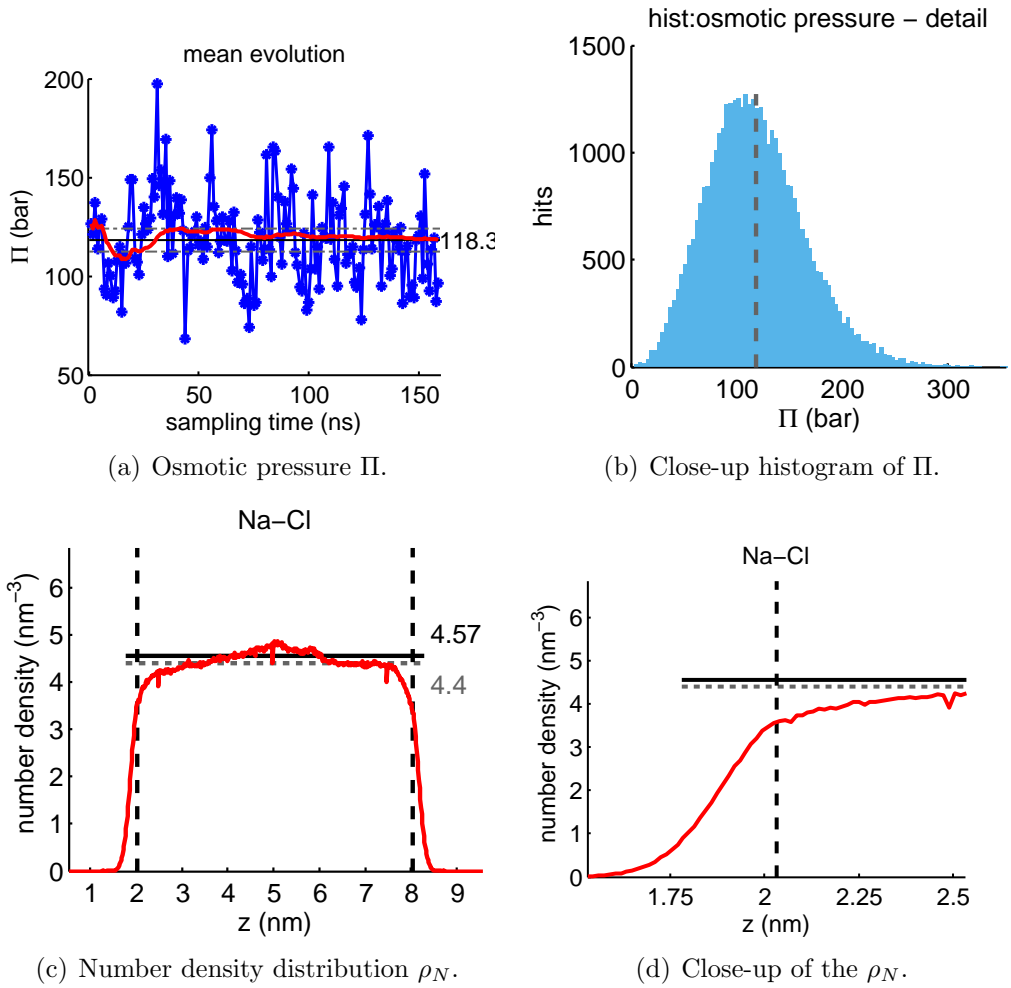 mean evolution
Π (bar)
200
150
100
50
118.3
0 50 100 150
sampling time (ns)
(a) Osmotic pressure Π.
hist:osmotic pressure − detail
hits
1500
1000
500
0
0 100 200 300
Π (bar)
(b) Close-up histogram of Π.
Na−Cl
number density (nm−3)
6
5
4
3
2
1
0
4.57
4.4
1 2 3 4 5 6 7 8 9
z (nm)
(c) Number density distribution ρN.
Na−Cl
number density (nm−3)
6
5
4
3
2
1
0
1.75 2 2.25 2.5
z (nm)
(d) Close-up of the ρN.